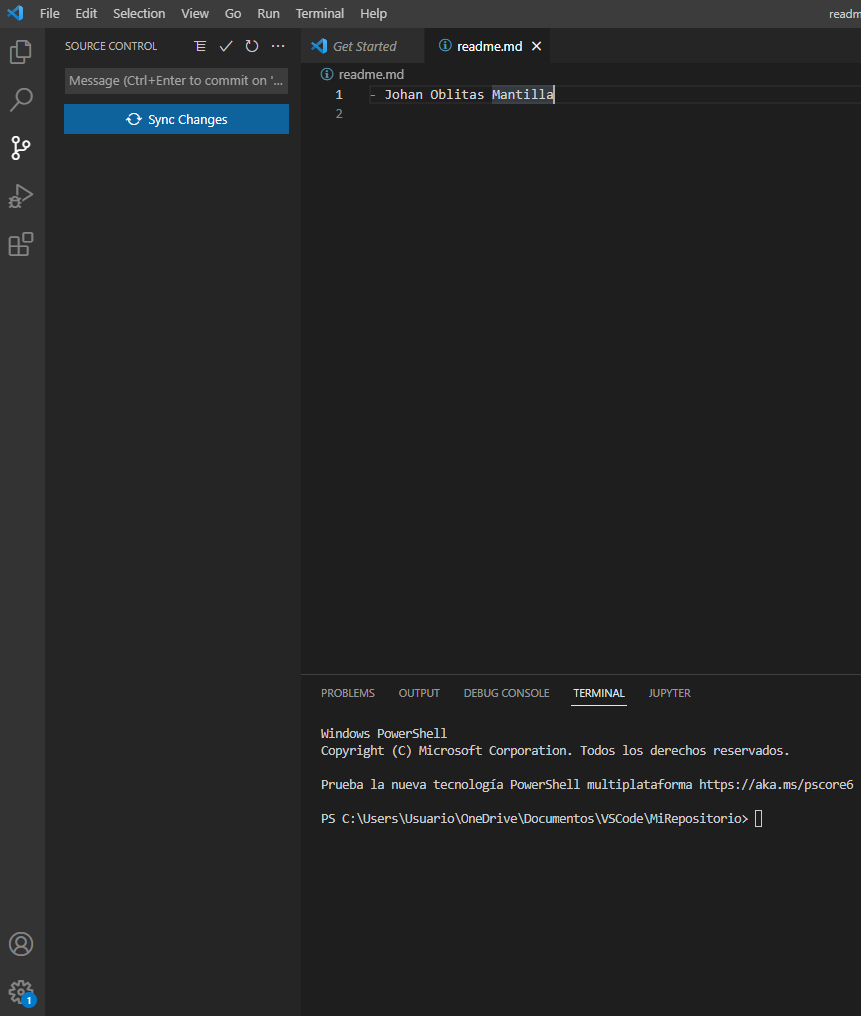 File Edit Selection View Go Run Terminal Help
readm
SOURCE CONTROL
Message (Ctrl+Enter to commit on '...
Sync Changes
Get Started
readme.md
readme.md
1 - Johan Oblitas Mantilla
2
PROBLEMS OUTPUT DEBUG CONSOLE TERMINAL JUPYTER
Windows PowerShell
Copyright (C) Microsoft Corporation. Todos los derechos reservados.
Prueba la nueva tecnología PowerShell multiplataforma https://aka.ms/pscore6
PS C:\Users\Usuario\OneDrive\Documentos\VSCode\MiRepositorio>
1